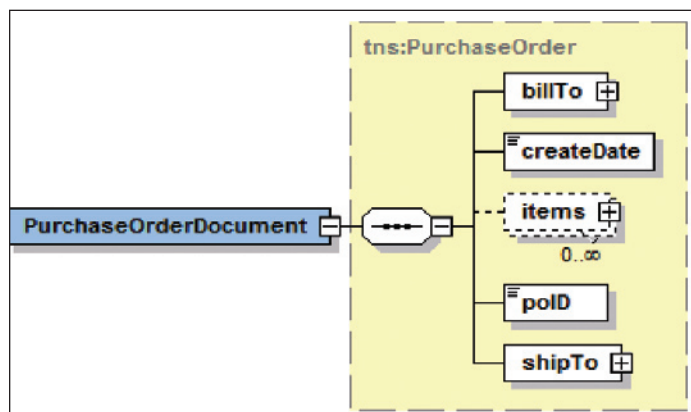 tns:PurchaseOrder
billTo
createDate
items
PurchaseOrderDocument
0..∞
poID
shipTo